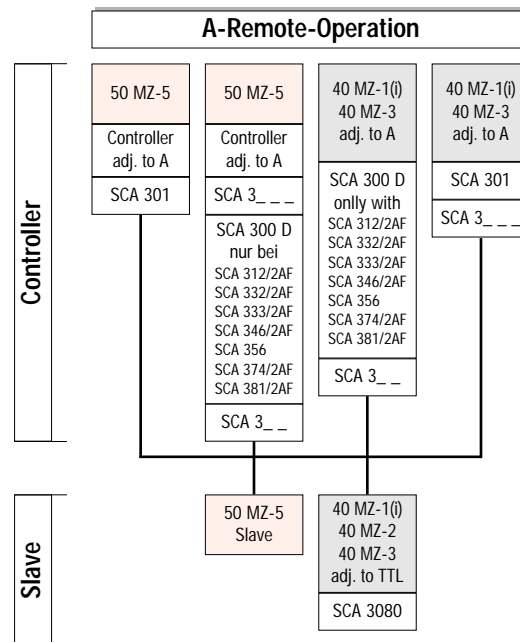 A-Remote-Operation
Controller
50 MZ-5
Controller
adj. to A
SCA 301
50 MZ-5
Controller
adj. to A
SCA 3_ _ _
SCA 300 D
nur bei
SCA 312/2AF
SCA 332/2AF
SCA 333/2AF
SCA 346/2AF
SCA 356
SCA 374/2AF
SCA 381/2AF
SCA 3_ _
40 MZ-1(i)
40 MZ-3
adj. to A
SCA 300 D
onlly with
SCA 312/2AF
SCA 332/2AF
SCA 333/2AF
SCA 346/2AF
SCA 356
SCA 374/2AF
SCA 381/2AF
SCA 3_ _
40 MZ-1(i)
40 MZ-3
adj. to A
SCA 301
SCA 3_ _ _
Slave
50 MZ-5
Slave
40 MZ-1(i)
40 MZ-2
40 MZ-3
adj. to TTL
SCA 3080